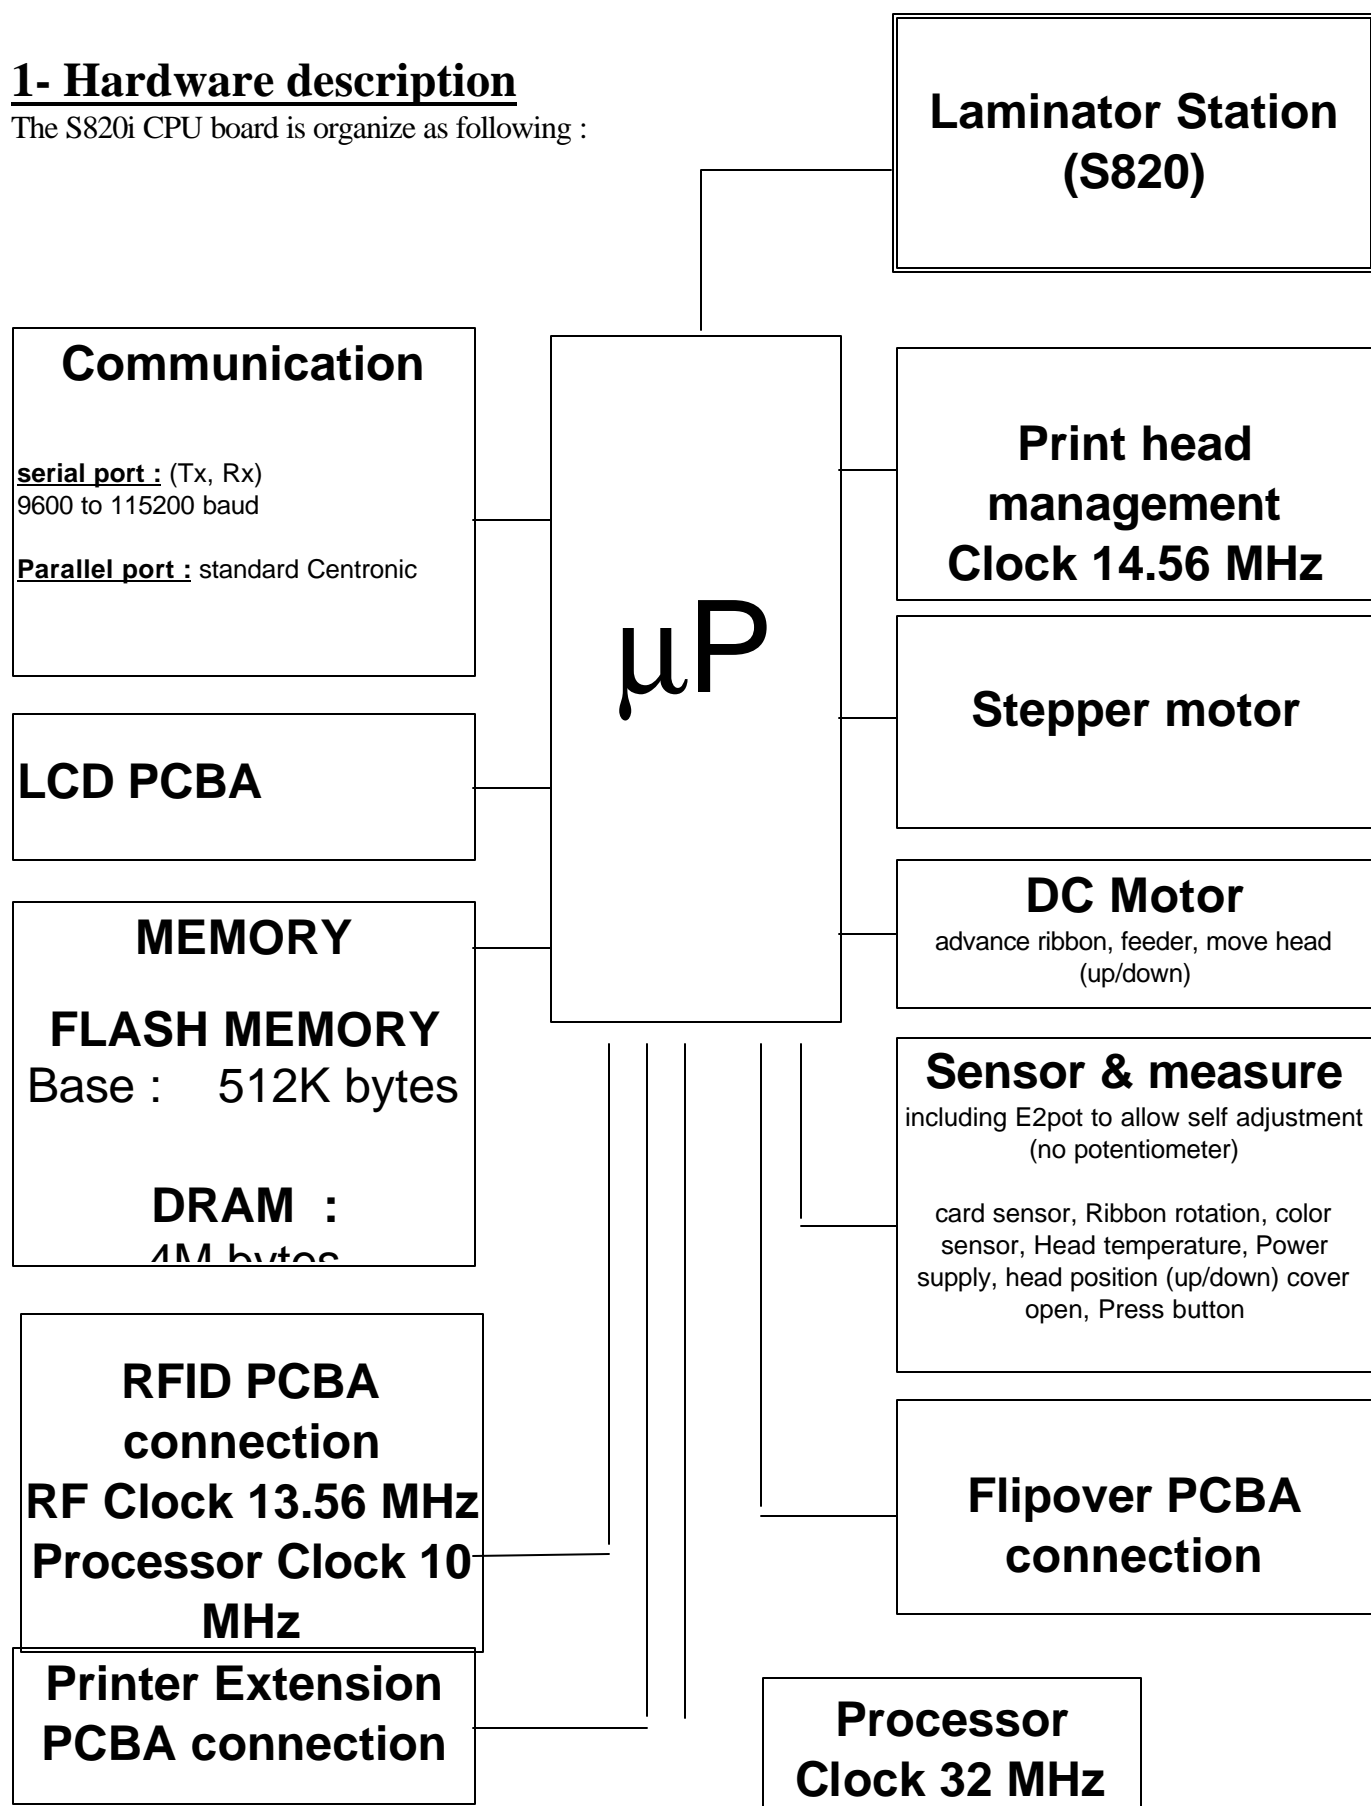 1- Hardware description
The S820i CPU board is organize as following :
Laminator Station
(S820)
Communication
serial port : (Tx, Rx)
9600 to 115200 baud
Parallel port : standard Centronic
LCD PCBA
MEMORY
FLASH MEMORY
Base : 512K bytes
DRAM :
4M bytes
RFID PCBA
connection
RF Clock 13.56 MHz
Processor Clock 10
MHz
Printer Extension
PCBA connection
µP
Print head
management
Clock 14.56 MHz
Stepper motor
DC Motor
advance ribbon, feeder, move head
(up/down)
Sensor & measure
including E2pot to allow self adjustment
(no potentiometer)
card sensor, Ribbon rotation, color
sensor, Head temperature, Power
supply, head position (up/down) cover
open, Press button
Flipover PCBA
connection
Processor
Clock 32 MHz